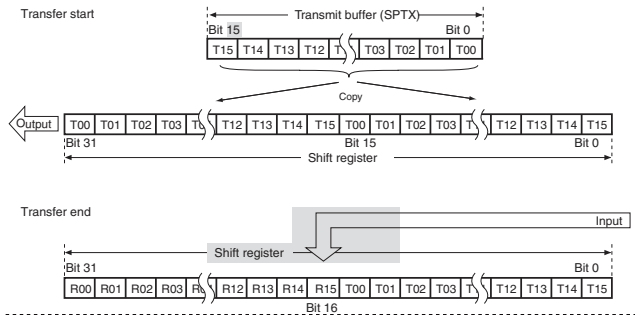 Transfer start
Transmit buffer (SPTX)
Bit 15 Bit 0
T15 T14 T13 T12 T03 T02 T01 T00
Copy
Output T00 T01 T02 T03 T12 T13 T14 T15 T00 T01 T02 T03 T12 T13 T14 T15
Bit 31 Bit 15 Bit 0
Shift register
Transfer end
Input
Shift register
Bit 31 Bit 0
R00 R01 R02 R03 R12 R13 R14 R15 T00 T01 T02 T03 T12 T13 T14 T15
Bit 16